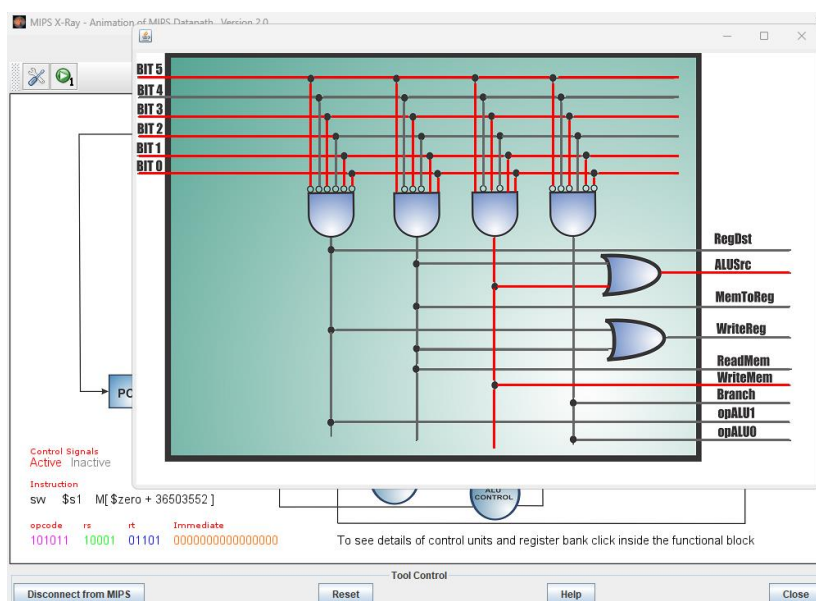 MIPS X-Ray - Animation of MIPS Datapath Version 2.0
1
BIT 5
BIT 4
BIT 3
BIT 2
BIT 1
BIT 0
RegDst
ALUSrc
MemToReg
WriteReg
ReadMem
WriteMem
Branch
opALU1
opALU0
PC
Control Signals
Active Inactive
Instruction
sw $s1 M[ $zero + 36503552 ]
ALU
CONTROL
opcode rs rt Immediate
101011 10001 01101 0000000000000000
To see details of control units and register bank click inside the functional block
Tool Control
Disconnect from MIPS Reset Help Close